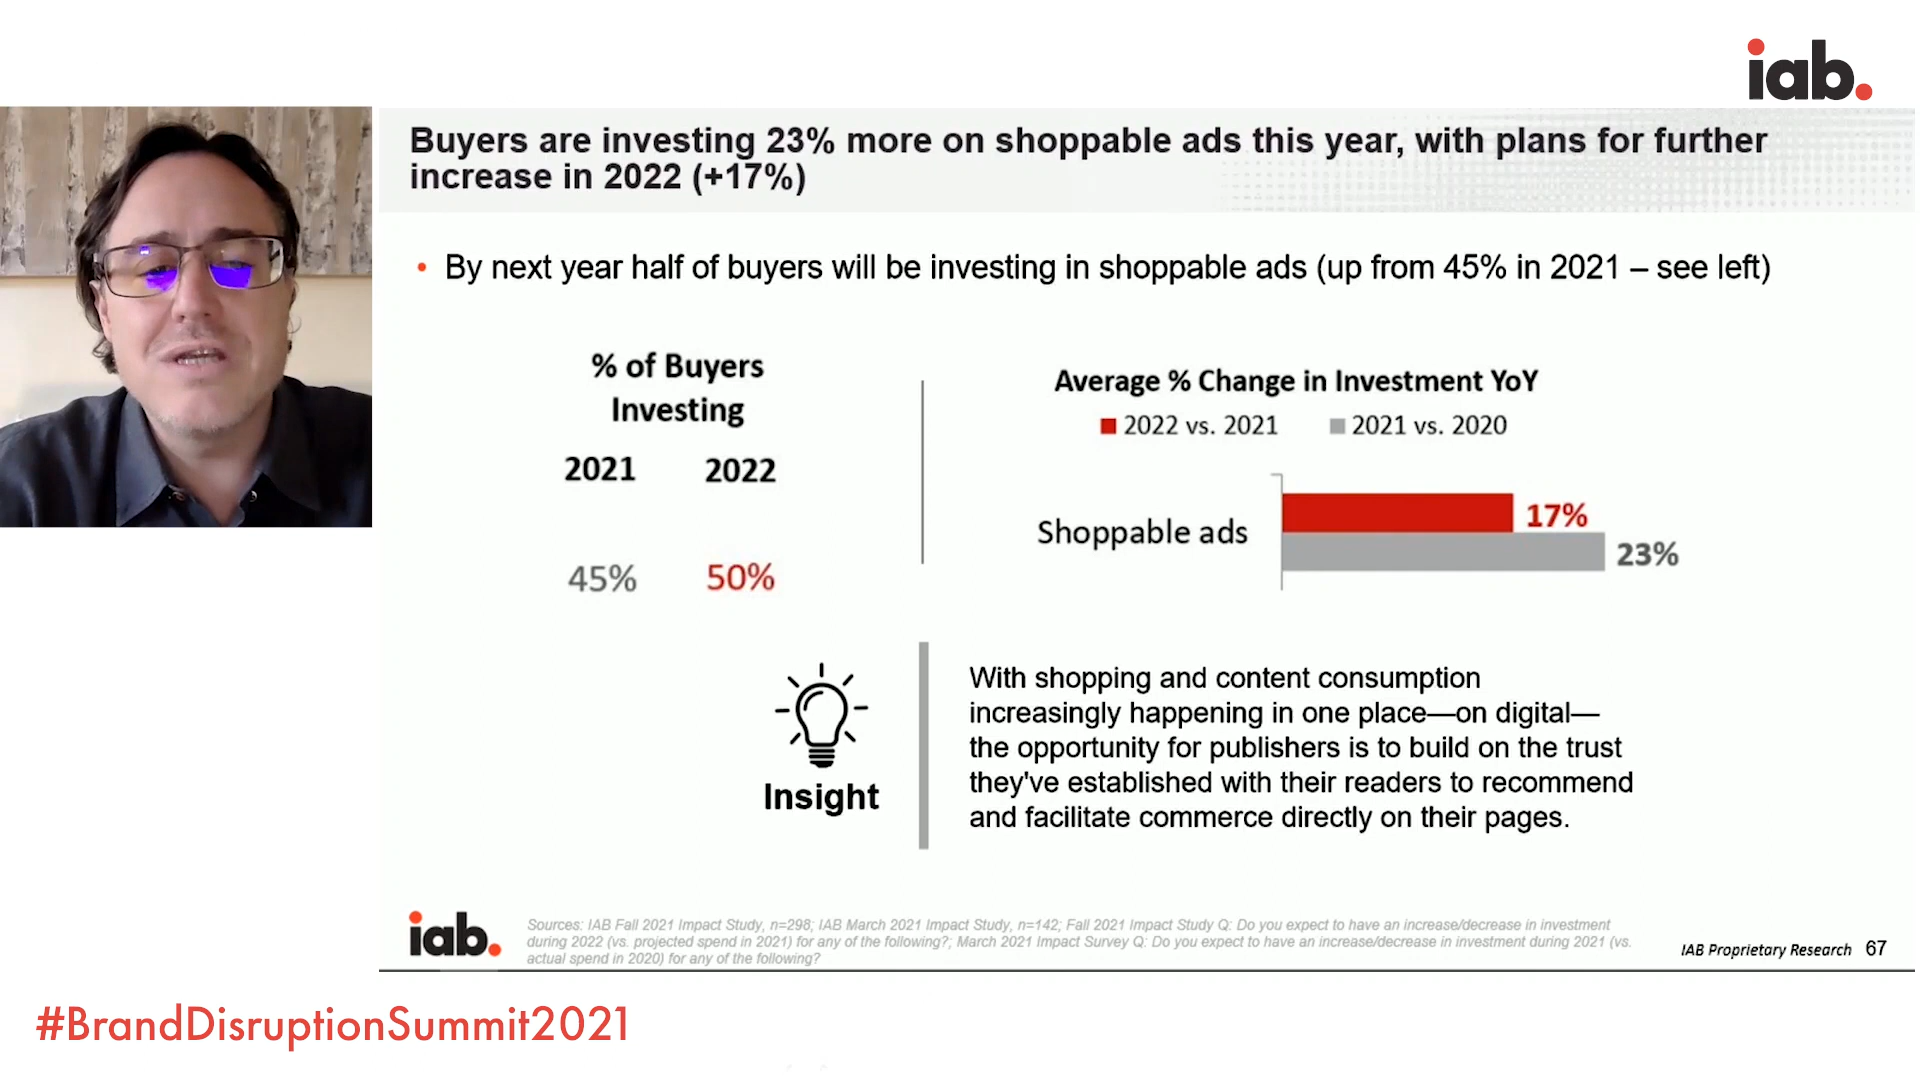 iab.
Buyers are investing 23% more on shoppable ads this year, with plans for further
increase in 2022 (+17%)
• By next year half of buyers will be investing in shoppable ads (up from 45% in 2021 – see left)
% of Buyers
Investing
2021 2022
45% 50%
Average % Change in Investment YoY
2022 vs. 2021 2021 vs. 2020
Shoppable ads
17%
23%
Insight
With shopping and content consumption
increasingly happening in one place—on digital—
the opportunity for publishers is to build on the trust
they've established with their readers to recommend
and facilitate commerce directly on their pages.
iab.
Sources: IAB Fall 2021 Impact Study, n=298; IAB March 2021 Impact Study, n=142; Fall 2021 Impact Study Q: Do you expect to have an increase/decrease in investment
during 2022 (vs. projected spend in 2021) for any of the following?; March 2021 Impact Survey Q: Do you expect to have an increase/decrease in investment during 2021 (vs.
actual spend in 2020) for any of the following?
IAB Proprietary Research 67
#BrandDisruptionSummit2021